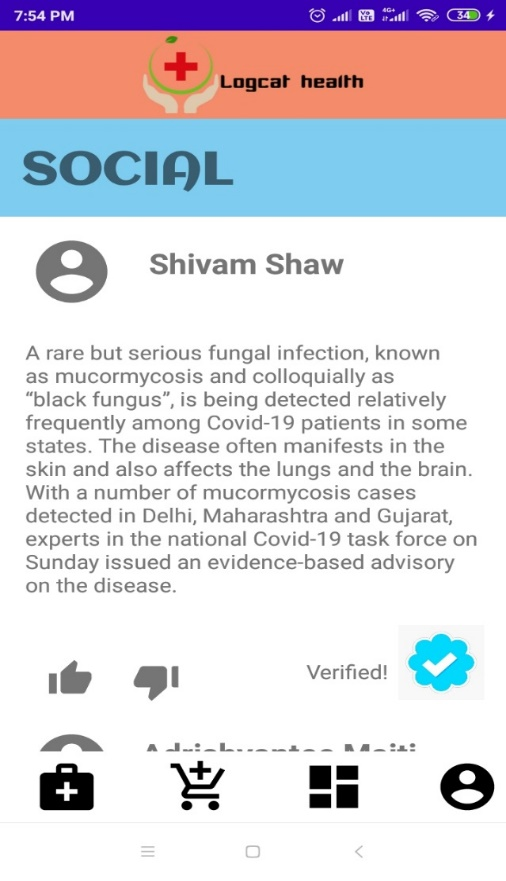 7:54 PM
Vo
LTE
4G+
34
Logcat health
SOCIAL
Shivam Shaw
A rare but serious fungal infection, known
as mucormycosis and colloquially as
“black fungus”, is being detected relatively
frequently among Covid-19 patients in some
states. The disease often manifests in the
skin and also affects the lungs and the brain.
With a number of mucormycosis cases
detected in Delhi, Maharashtra and Gujarat,
experts in the national Covid-19 task force on
Sunday issued an evidence-based advisory
on the disease.
Verified!